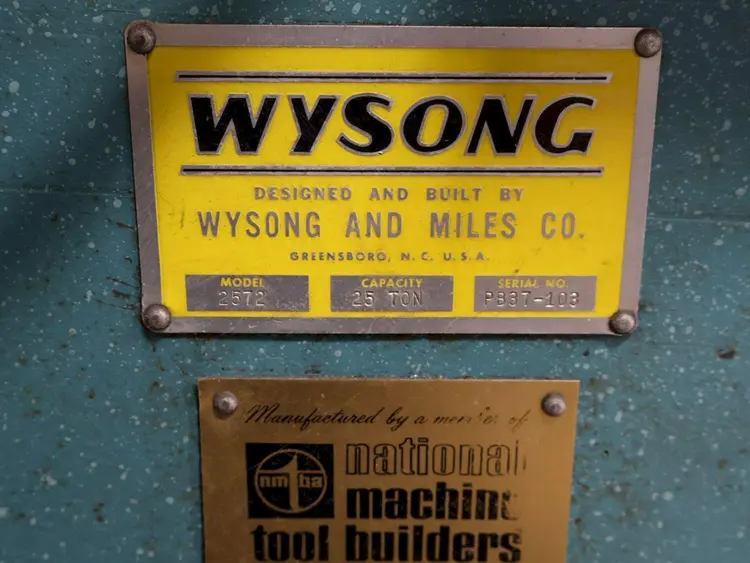 WYSONG
DESIGNED AND BUILT BY
WYSONG AND MILES CO.
GREENSBORO, N.C. U.S.A.
MODEL CAPACITY SERIAL NO.
2572 25 TON PB37-103
Manufactured by a member of
nmtba national
machine
tool builders